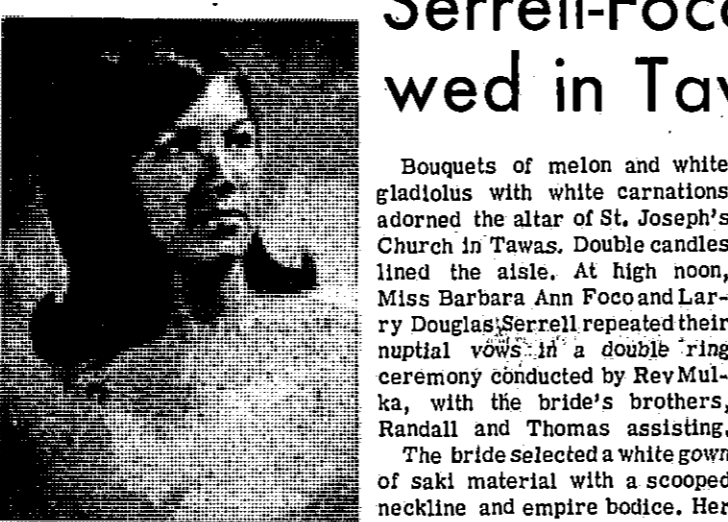 Serrell-Foco
wed in Taw
Bouquets of melon and white
gladiolus with white carnations
adorned the altar of St. Joseph's
Church in Tawas. Double candles
lined the aisle. At high noon,
Miss Barbara Ann Foco and Lar-
ry Douglas Serrell repeated their
nuptial vows in a double ring
ceremony conducted by Rev Mul-
ka, with the bride's brothers,
Randall and Thomas assisting.
The bride selected a white gown
of saki material with a scooped
neckline and empire bodice. Her